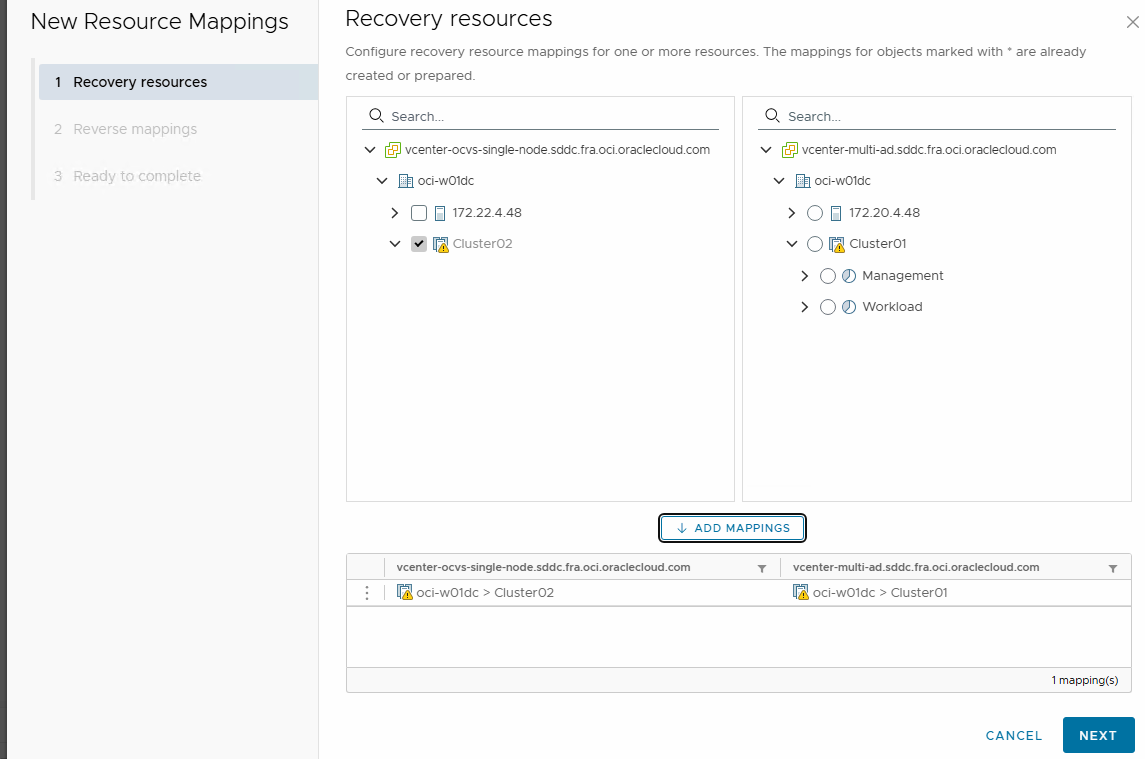 New Resource Mappings
1 Recovery resources
2 Reverse mappings
3 Ready to complete
Recovery resources
Configure recovery resource mappings for one or more resources. The mappings for objects marked with * are already
created or prepared.
Search...
vcenter-ocvs-single-node.sddc.fra.oci.oraclecloud.com
oci-w01dc
172.22.4.48
Cluster02
Search...
vcenter-multi-ad.sddc.fra.oci.oraclecloud.com
oci-w01dc
172.20.4.48
Cluster01
Management
Workload
ADD MAPPINGS
vcenter-ocvs-single-node.sddc.fra.oci.oraclecloud.com vcenter-multi-ad.sddc.fra.oci.oraclecloud.com
oci-w01dc > Cluster02 oci-w01dc > Cluster01
1 mapping(s)
CANCEL NEXT